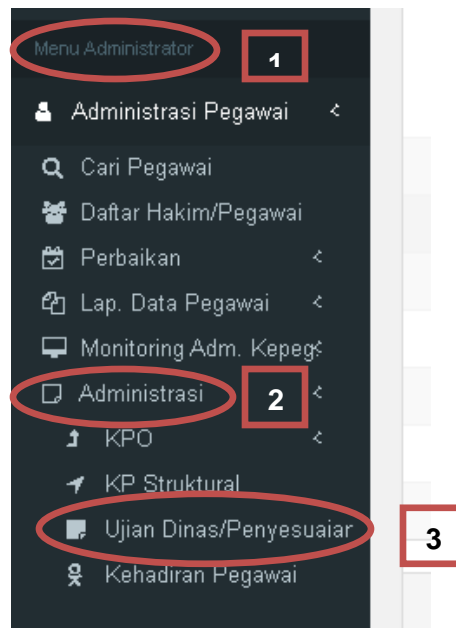 Menu Administrator
1
Administrasi Pegawai
Cari Pegawai
Daftar Hakim/Pegawai
Perbaikan
Lap. Data Pegawai
Monitoring Adm. Kepeg
Administrasi
2
KPO
KP Struktural
Ujian Dinas/Penyesuaiar
3
Kehadiran Pegawai